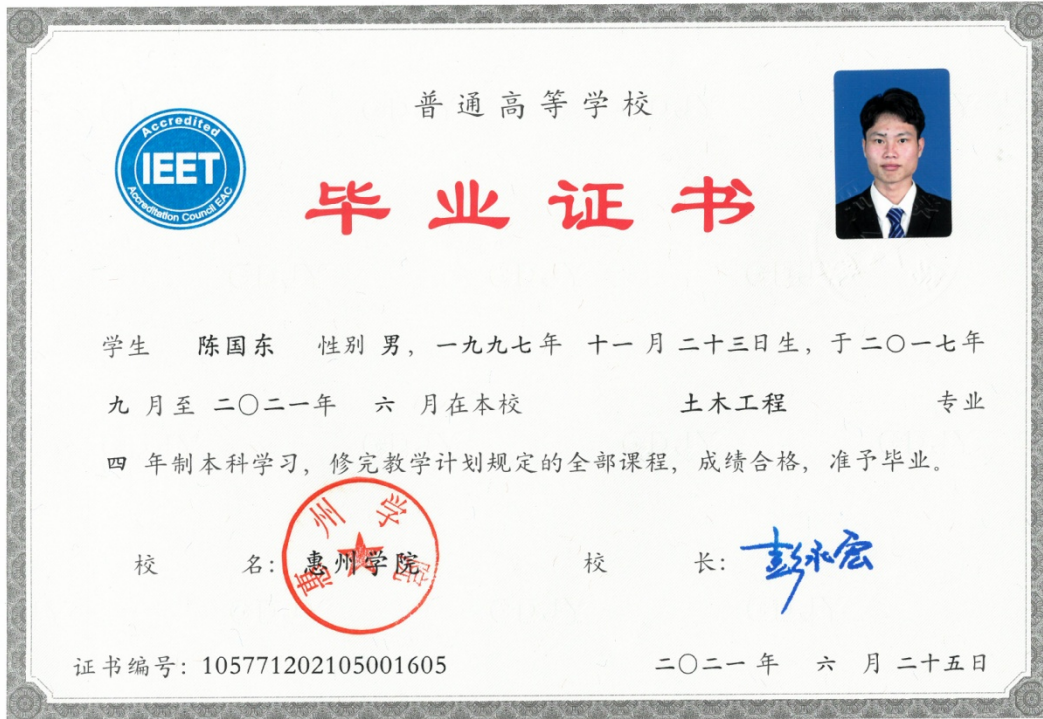 普通高等学校
Accredited
IEET
Accreditation Council EAC
毕业证书
学生 陈国东 性别 男，一九九七年 十一 月 二十三日生，于 二〇一七年
九 月至 二〇二一年 六 月在本校 土木工程 专业
四 年制本科学习，修完教学计划规定的全部课程，成绩合格，准予毕业。
校 名：惠州学院
惠州学院
校 长：彭永宏
证书编号：105771202105001605
二〇二一 年 六 月 二十五日